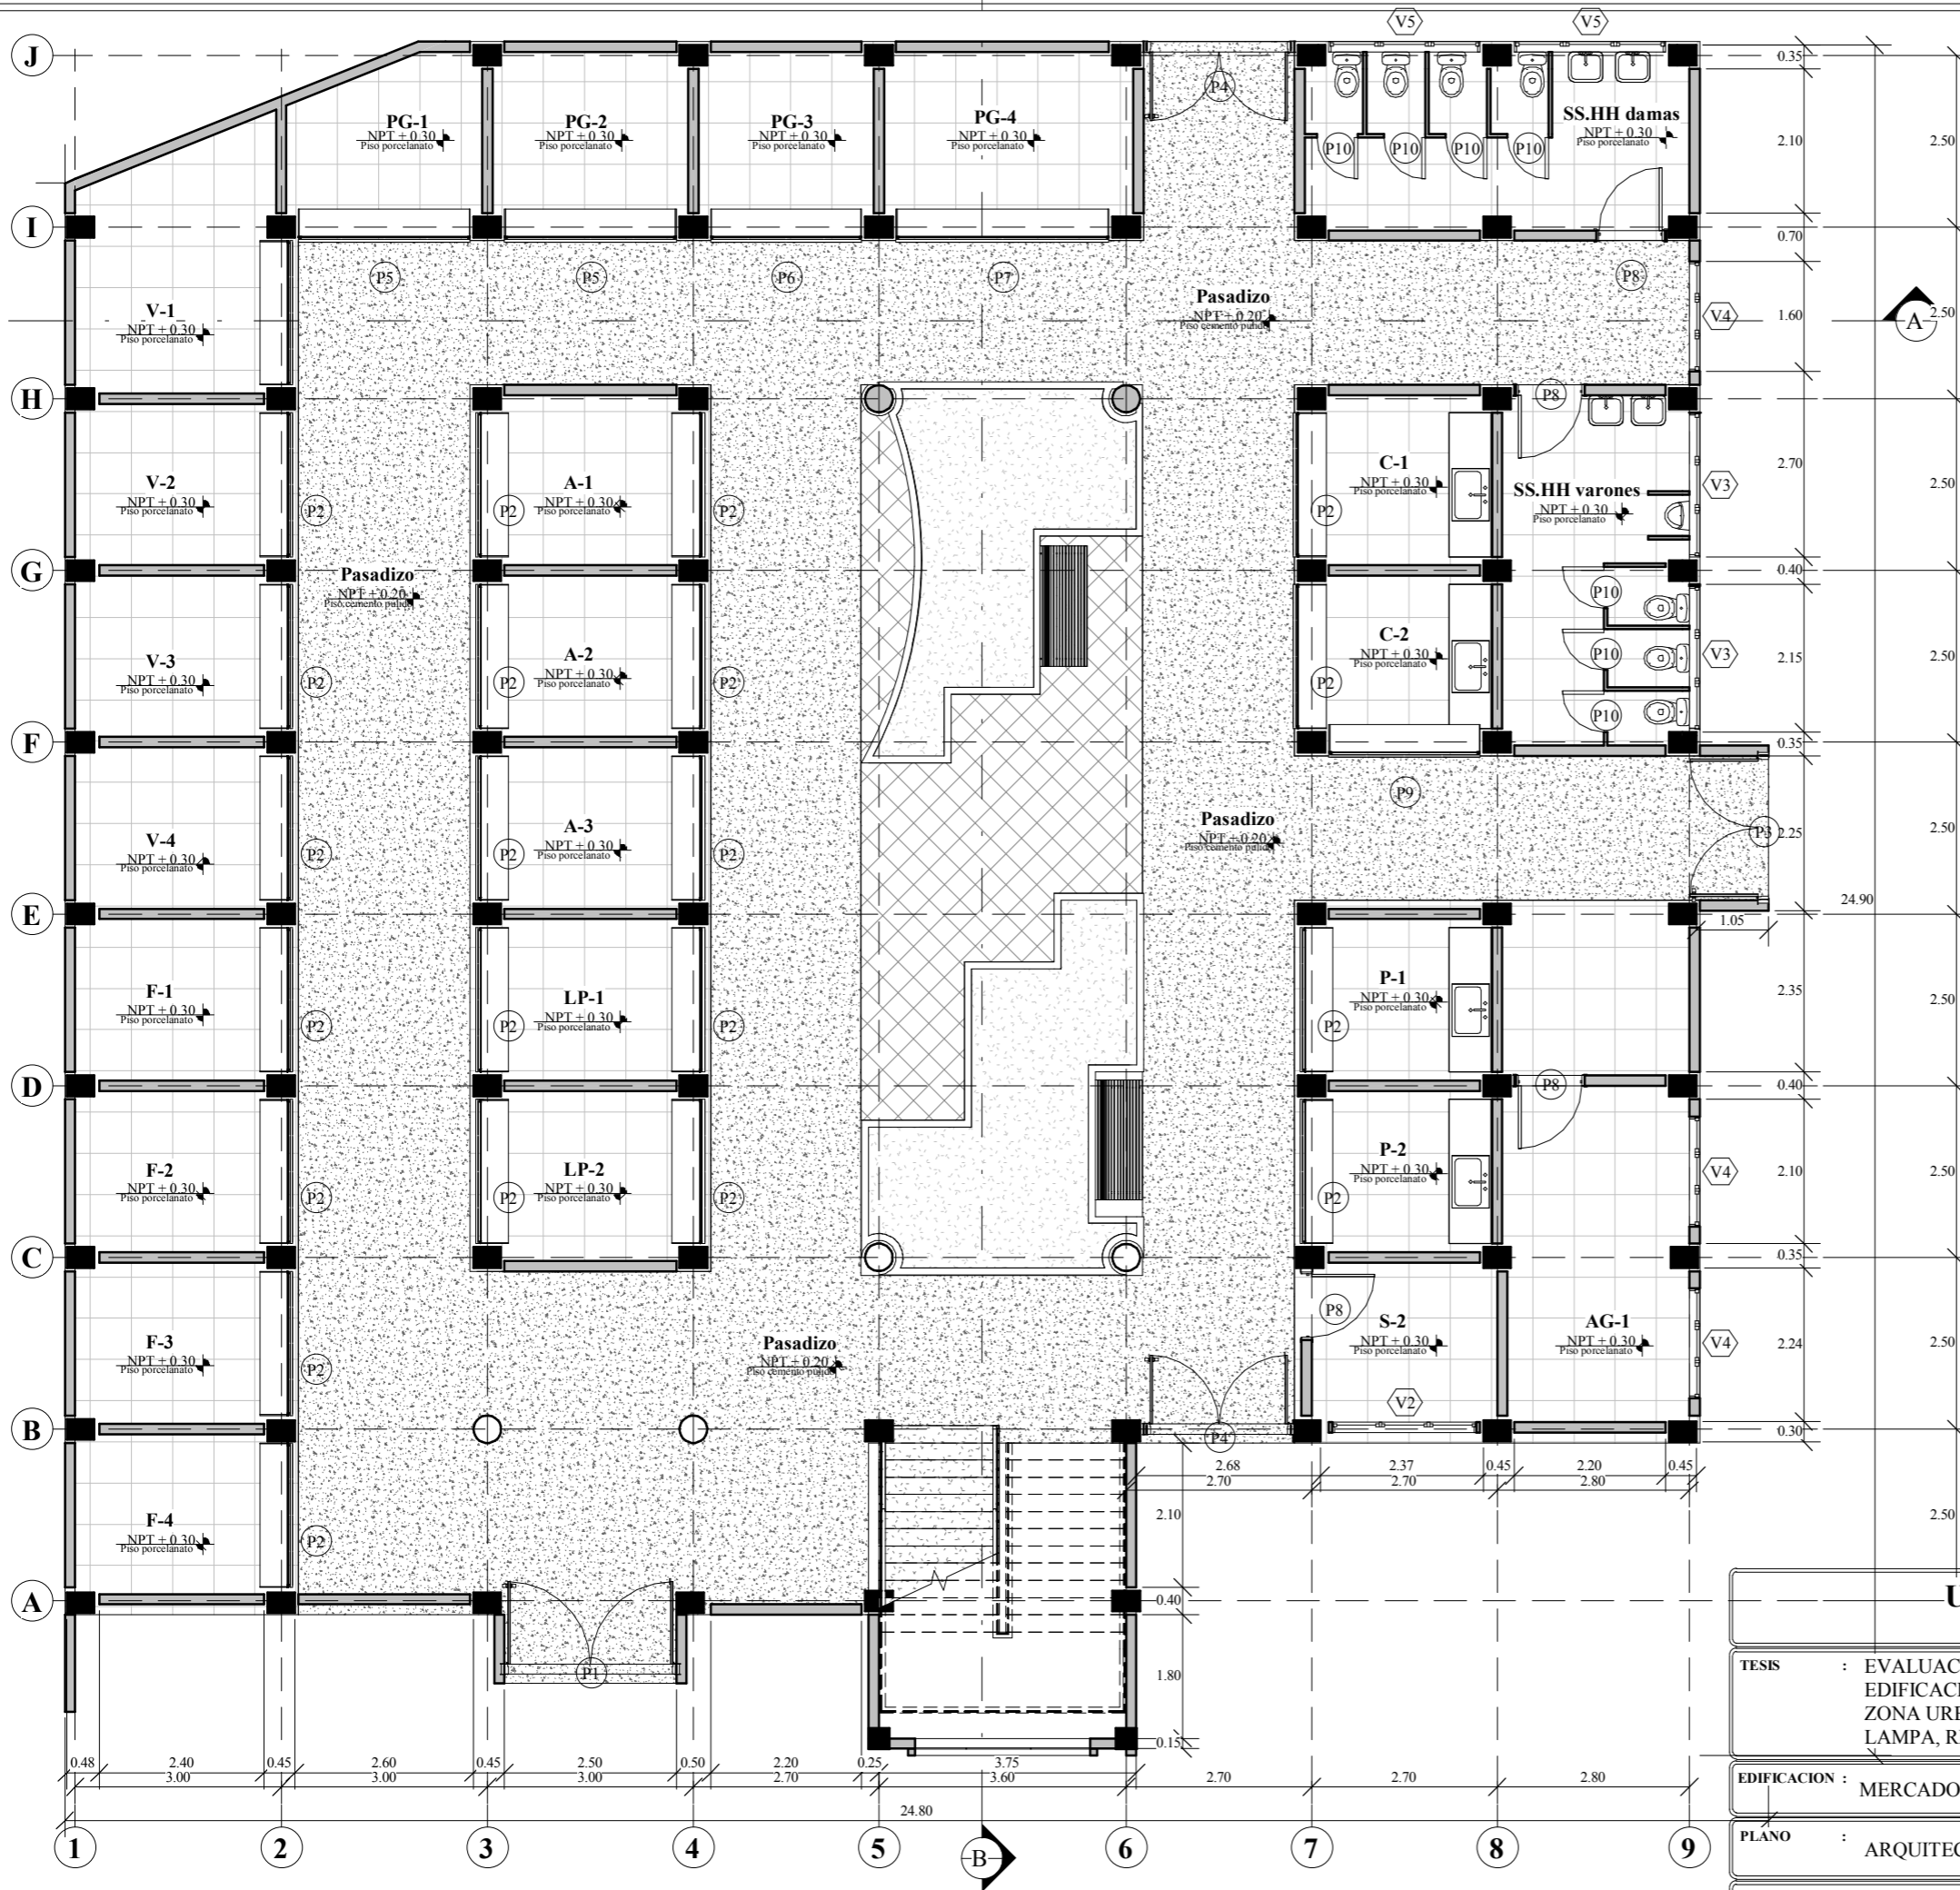 V5
V5
J
P4
0.35
PG-1
NPT + 0.30
Piso porcelanato
PG-2
NPT + 0.30
Piso porcelanato
PG-3
NPT + 0.30
Piso porcelanato
PG-4
NPT + 0.30
Piso porcelanato
SS.HH damas
NPT + 0.30
Piso porcelanato
P10
P10
P10
P10
2.10
2.50
I
0.70
P5
P5
P6
P7
P8
V-1
NPT + 0.30
Piso porcelanato
Pasadizo
NPT + 0.20
Piso cemento pulido
V4
1.60
A
2.50
H
P8
V-2
NPT + 0.30
Piso porcelanato
P2
P2
A-1
NPT + 0.30
Piso porcelanato
P2
C-1
NPT + 0.30
Piso porcelanato
P2
SS.HH varones
NPT + 0.30
Piso porcelanato
V3
2.70
2.50
G
Pasadizo
NPT + 0.20
Piso cemento pulido
0.40
P10
V-3
NPT + 0.30
Piso porcelanato
P2
P2
A-2
NPT + 0.30
Piso porcelanato
P2
C-2
NPT + 0.30
Piso porcelanato
P2
P10
V3
2.15
2.50
P10
F
0.35
P9
V-4
NPT + 0.30
Piso porcelanato
P2
P2
A-3
NPT + 0.30
Piso porcelanato
P2
Pasadizo
NPT + 0.20
Piso cemento pulido
P3
2.25
2.50
E
24.90
1.05
F-1
NPT + 0.30
Piso porcelanato
P2
P2
LP-1
NPT + 0.30
Piso porcelanato
P2
P-1
NPT + 0.30
Piso porcelanato
P2
2.35
2.50
D
P8
0.40
F-2
NPT + 0.30
Piso porcelanato
P2
P2
LP-2
NPT + 0.30
Piso porcelanato
P2
P-2
NPT + 0.30
Piso porcelanato
P2
V4
2.10
2.50
C
0.35
F-3
NPT + 0.30
Piso porcelanato
P2
Pasadizo
NPT + 0.20
Piso cemento pulido
P8
S-2
NPT + 0.30
Piso porcelanato
AG-1
NPT + 0.30
Piso porcelanato
V4
2.24
2.50
V2
B
P4
0.30
2.68 2.37 0.45 2.20 0.45
2.70 2.70 2.80
2.10
2.50
F-4
NPT + 0.30
Piso porcelanato
P2
A
0.40
U
P1
1.80
TESIS : EVALUAC
EDIFICACI
ZONA URB
LAMPA, R
0.15
0.48 2.40 0.45 2.60 0.45 2.50 0.50 2.20 0.25 3.75
3.00 3.00 3.00 2.70 3.60 2.70 2.70 2.80
EDIFICACION : MERCADO
24.80
1 2 3 4 5 B 6 7 8 9
PLANO : ARQUITEC